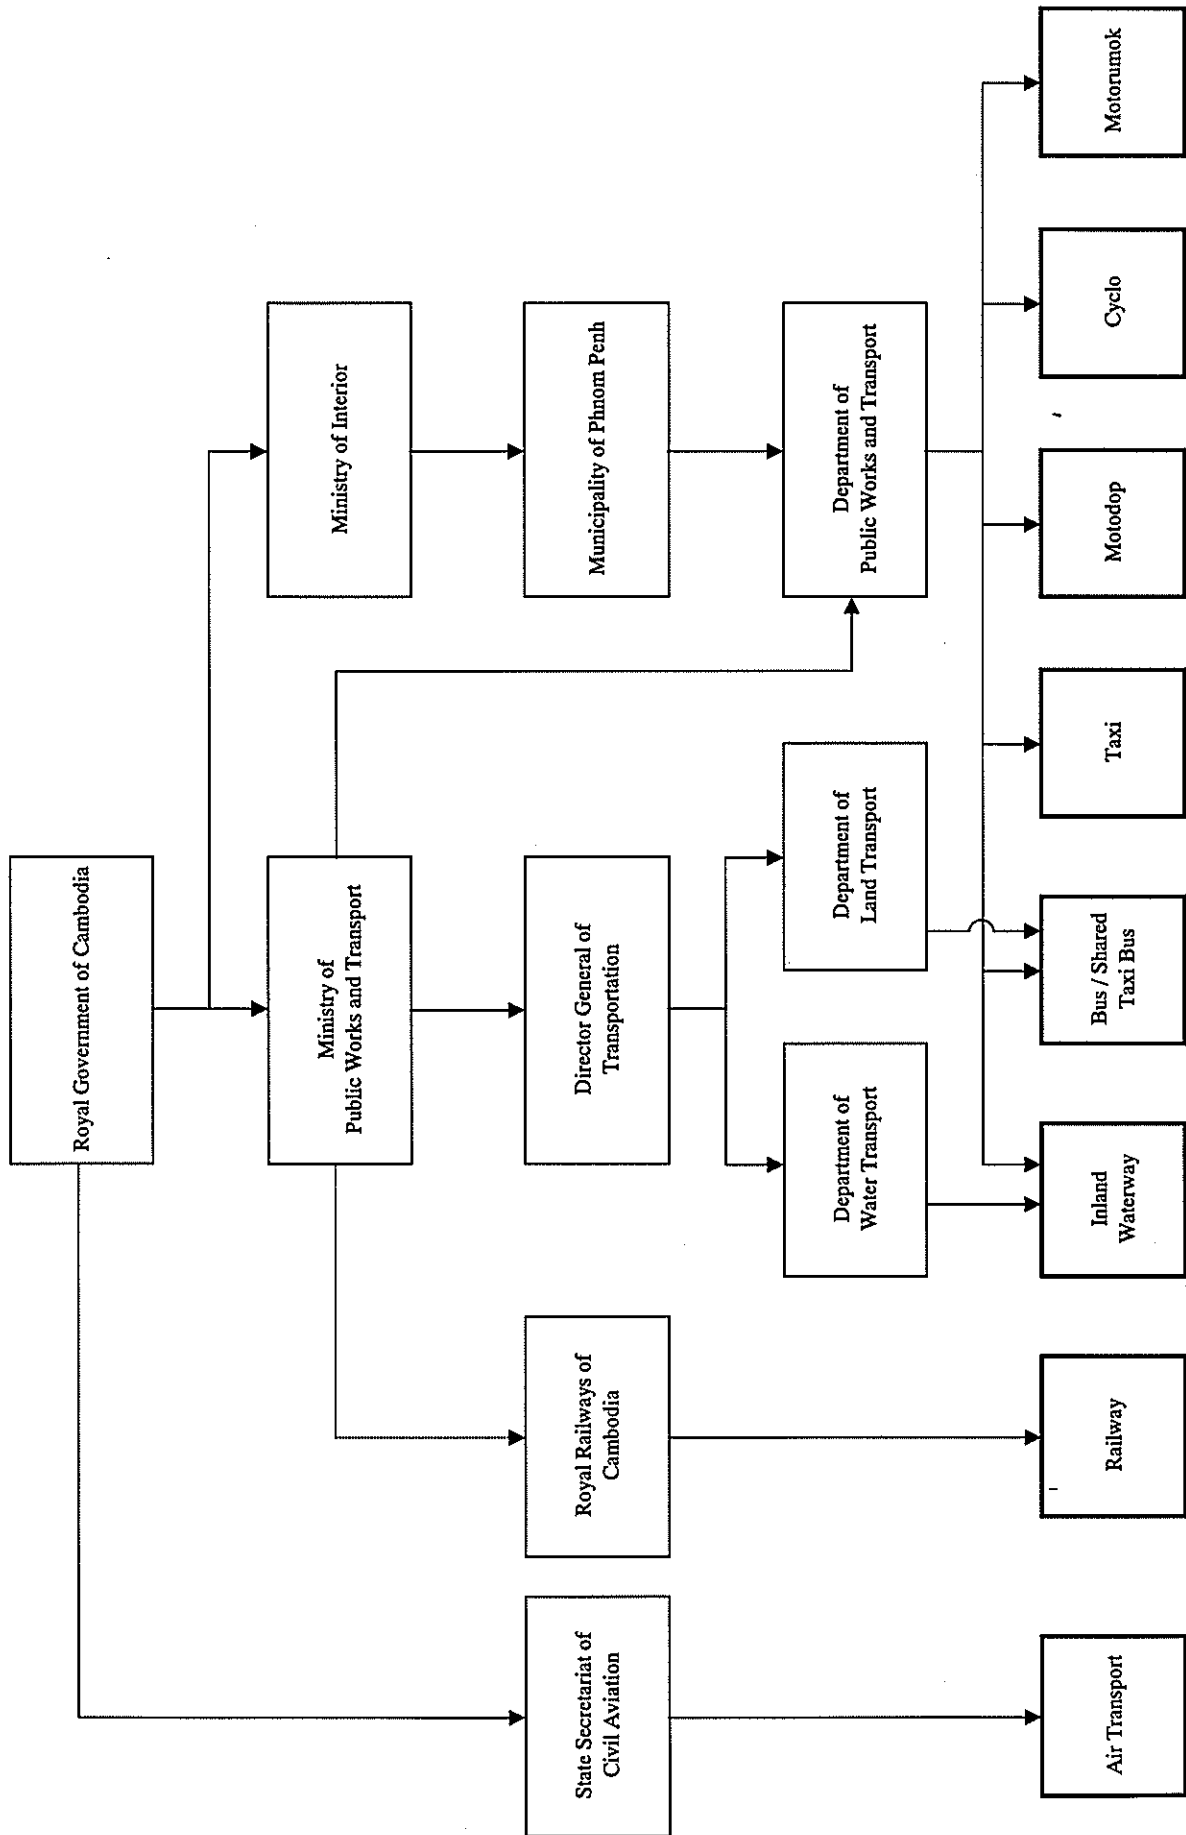 Royal Government of Cambodia
Ministry of
Public Works and Transport
Ministry of Interior
State Secretariat of
Civil Aviation
Royal Railways of
Cambodia
Director General of
Transportation
Municipality of Phnom Penh
Department of
Water Transport
Department of
Land Transport
Department of
Public Works and Transport
Air Transport
Railway
Inland
Waterway
Bus / Shared
Taxi Bus
Taxi
Motodop
Cyclo
Motorumok